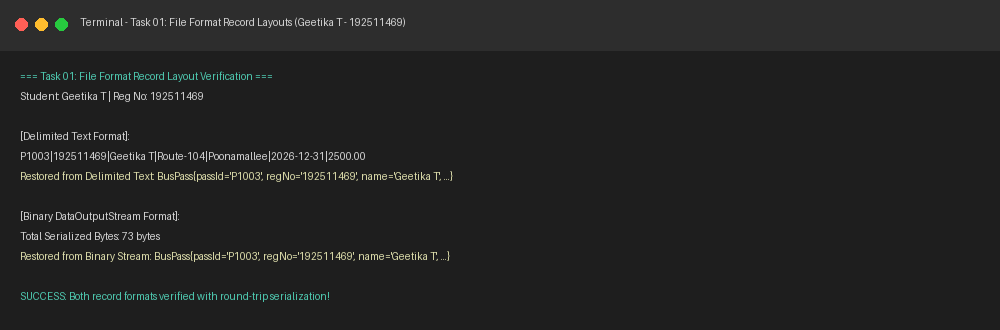 Terminal - Task 01: File Format Record Layouts (Geetika T - 192511469)
=== Task 01: File Format Record Layout Verification ===
Student: Geetika T | Reg No: 192511469
[Delimited Text Format]:
P1003|192511469|Geetika T|Route-104|Poonamallee|2026-12-31|2500.00
Restored from Delimited Text: BusPass{passId='P1003', regNo='192511469', name='Geetika T', ...}
[Binary DataOutputStream Format]:
Total Serialized Bytes: 73 bytes
Restored from Binary Stream: BusPass{passId='P1003', regNo='192511469', name='Geetika T', ...}
SUCCESS: Both record formats verified with round-trip serialization!